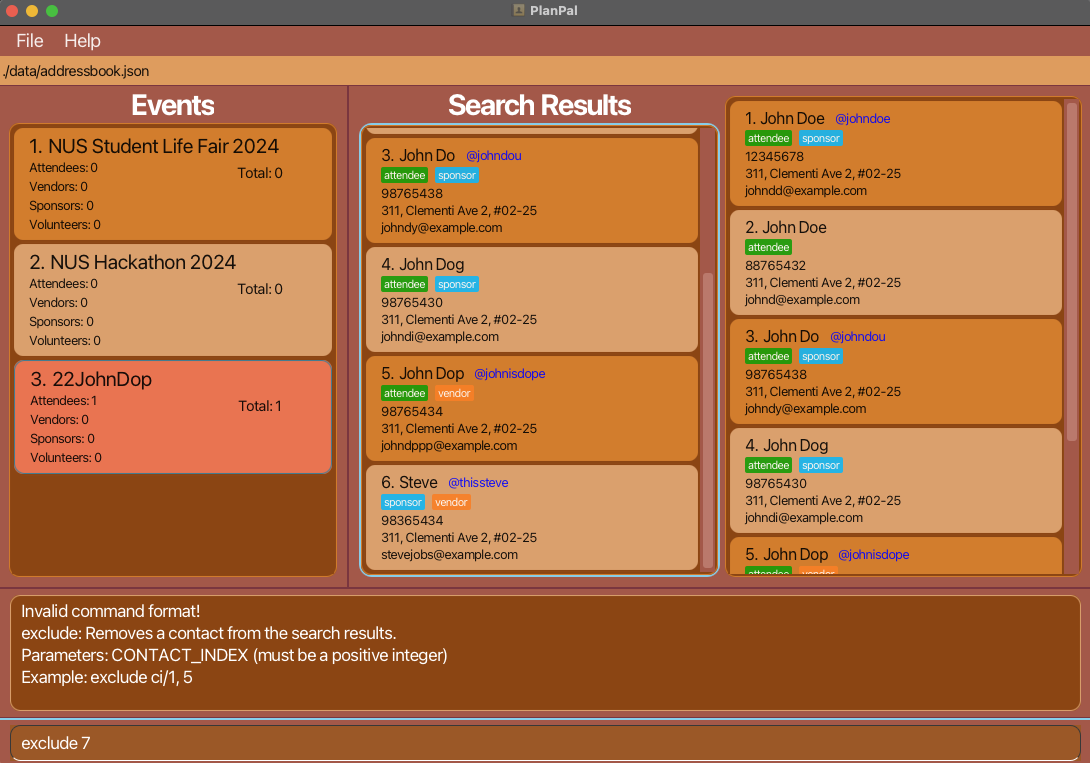 PlanPal
File Help
./data/addressbook.json
Events
1. NUS Student Life Fair 2024
Attendees: 0
Total: 0
Vendors: 0
Sponsors: 0
Volunteers: 0
2. NUS Hackathon 2024
Attendees: 0
Total: 0
Vendors: 0
Sponsors: 0
Volunteers: 0
3. 22JohnDop
Attendees: 1
Total: 1
Vendors: 0
Sponsors: 0
Volunteers: 0
Search Results
3. John Do @johndou
attendee sponsor
98765438
311, Clementi Ave 2, #02-25
johndy@example.com
4. John Dog
attendee sponsor
98765430
311, Clementi Ave 2, #02-25
johndi@example.com
5. John Dop @johnisdope
attendee vendor
98765434
311, Clementi Ave 2, #02-25
johndppp@example.com
6. Steve @thissteve
sponsor vendor
98365434
311, Clementi Ave 2, #02-25
stevejobs@example.com
1. John Doe @johndoe
attendee sponsor
12345678
311, Clementi Ave 2, #02-25
johndd@example.com
2. John Doe
attendee
88765432
311, Clementi Ave 2, #02-25
johnd@example.com
3. John Do @johndou
attendee sponsor
98765438
311, Clementi Ave 2, #02-25
johndy@example.com
4. John Dog
attendee sponsor
98765430
311, Clementi Ave 2, #02-25
johndi@example.com
5. John Dop @johnisdope
attendee vendor
Invalid command format!
exclude: Removes a contact from the search results.
Parameters: CONTACT_INDEX (must be a positive integer)
Example: exclude ci/1, 5
exclude 7